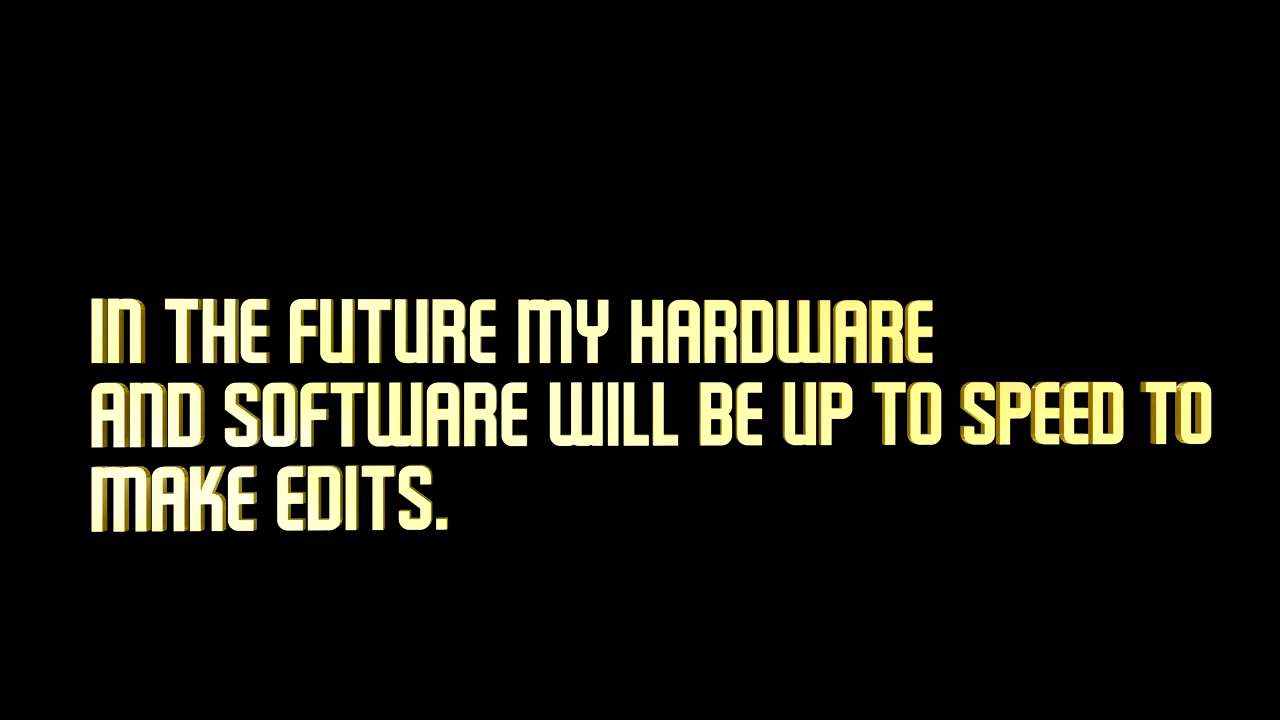 IN THE FUTURE MY HARDWARE
AND SOFTWARE WILL BE UP TO SPEED TO
MAKE EDITS.